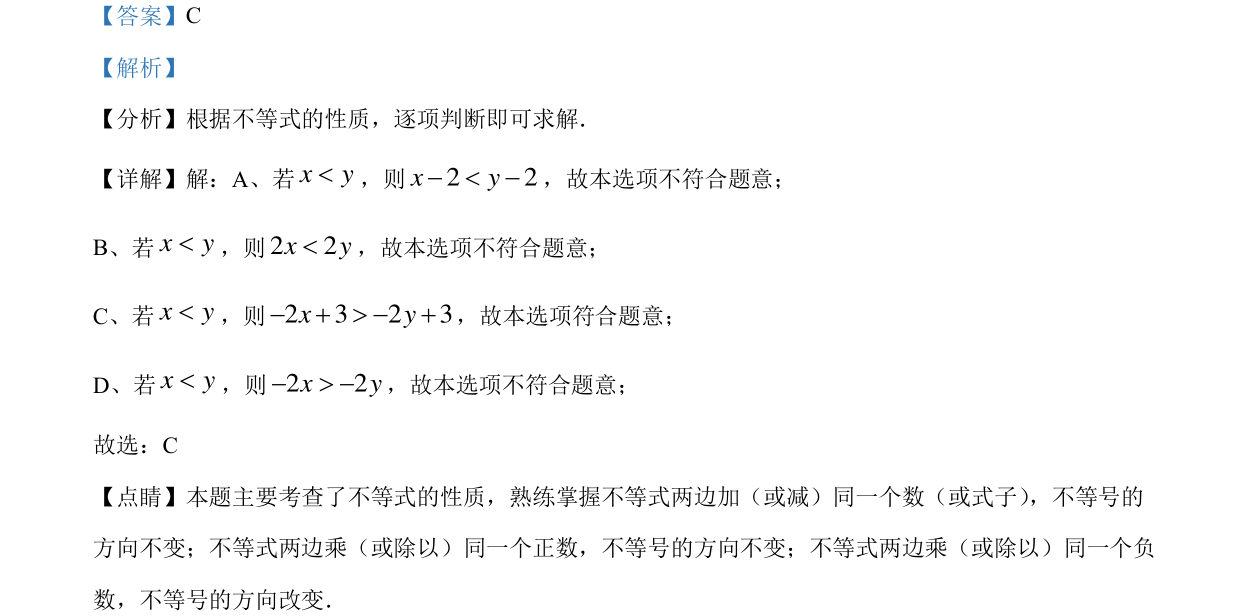 【答案】C
【解析】
【分析】根据不等式的性质，逐项判断即可求解．
【详解】解：A、若 x < y ，则 x − 2 < y − 2 ，故本选项不符合题意；
B、若 x < y ，则 2x < 2y ，故本选项不符合题意；
C、若 x < y ，则 −2x + 3 > −2y + 3 ，故本选项符合题意；
D、若 x < y ，则 −2x > −2y ，故本选项不符合题意；
故选：C
【点睛】本题主要考查了不等式的性质，熟练掌握不等式两边加（或减）同一个数（或式子），不等号的
方向不变；不等式两边乘（或除以）同一个正数，不等号的方向不变；不等式两边乘（或除以）同一个负
数，不等号的方向改变．